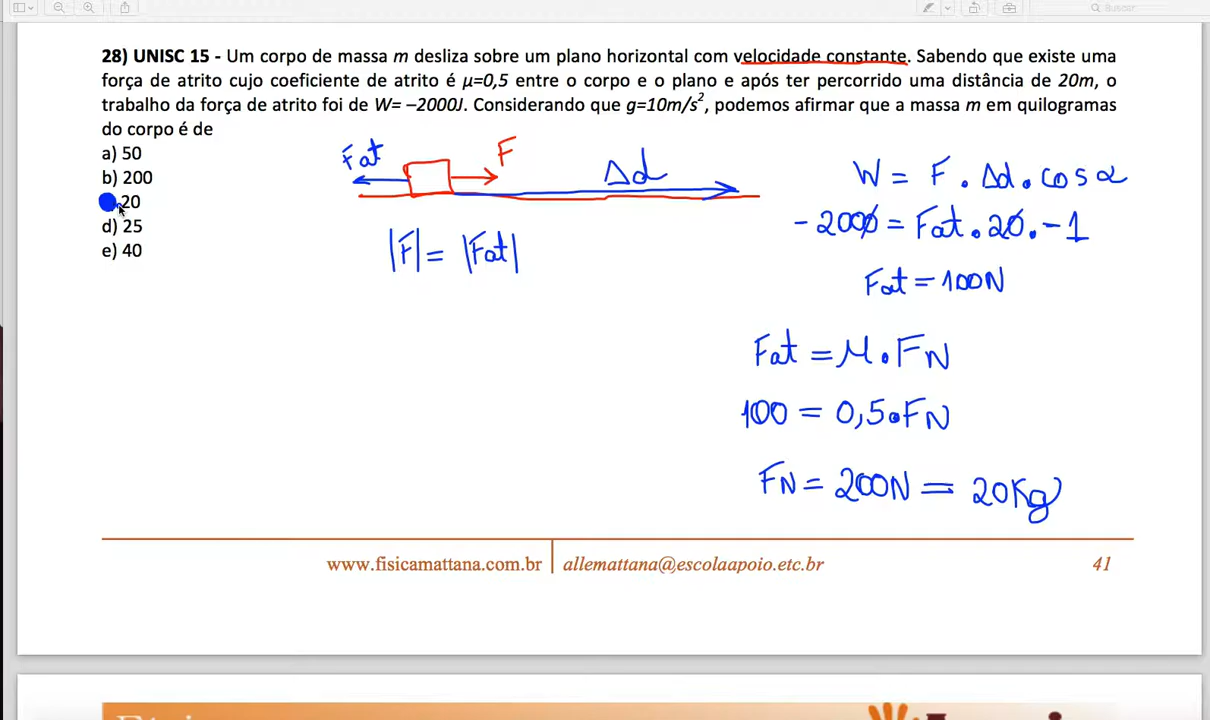 Buscar
28) UNISC 15 - Um corpo de massa m desliza sobre um plano horizontal com velocidade constante. Sabendo que existe uma
força de atrito cujo coeficiente de atrito é μ=0,5 entre o corpo e o plano e após ter percorrido uma distância de 20m, o
trabalho da força de atrito foi de W= –2000J. Considerando que g=10m/s², podemos afirmar que a massa m em quilogramas
do corpo é de
a) 50
b) 200
20
d) 25
e) 40
Fat F Δd
|F| = |Fat|
W = F . Δd . cos α
- 2000 = Fat . 20 . - 1
Fat = 100N
Fat = M . FN
100 = 0,5 . FN
FN = 200N = 20Kg
www.fisicamattana.com.br allemattana@escolaapoio.etc.br 41